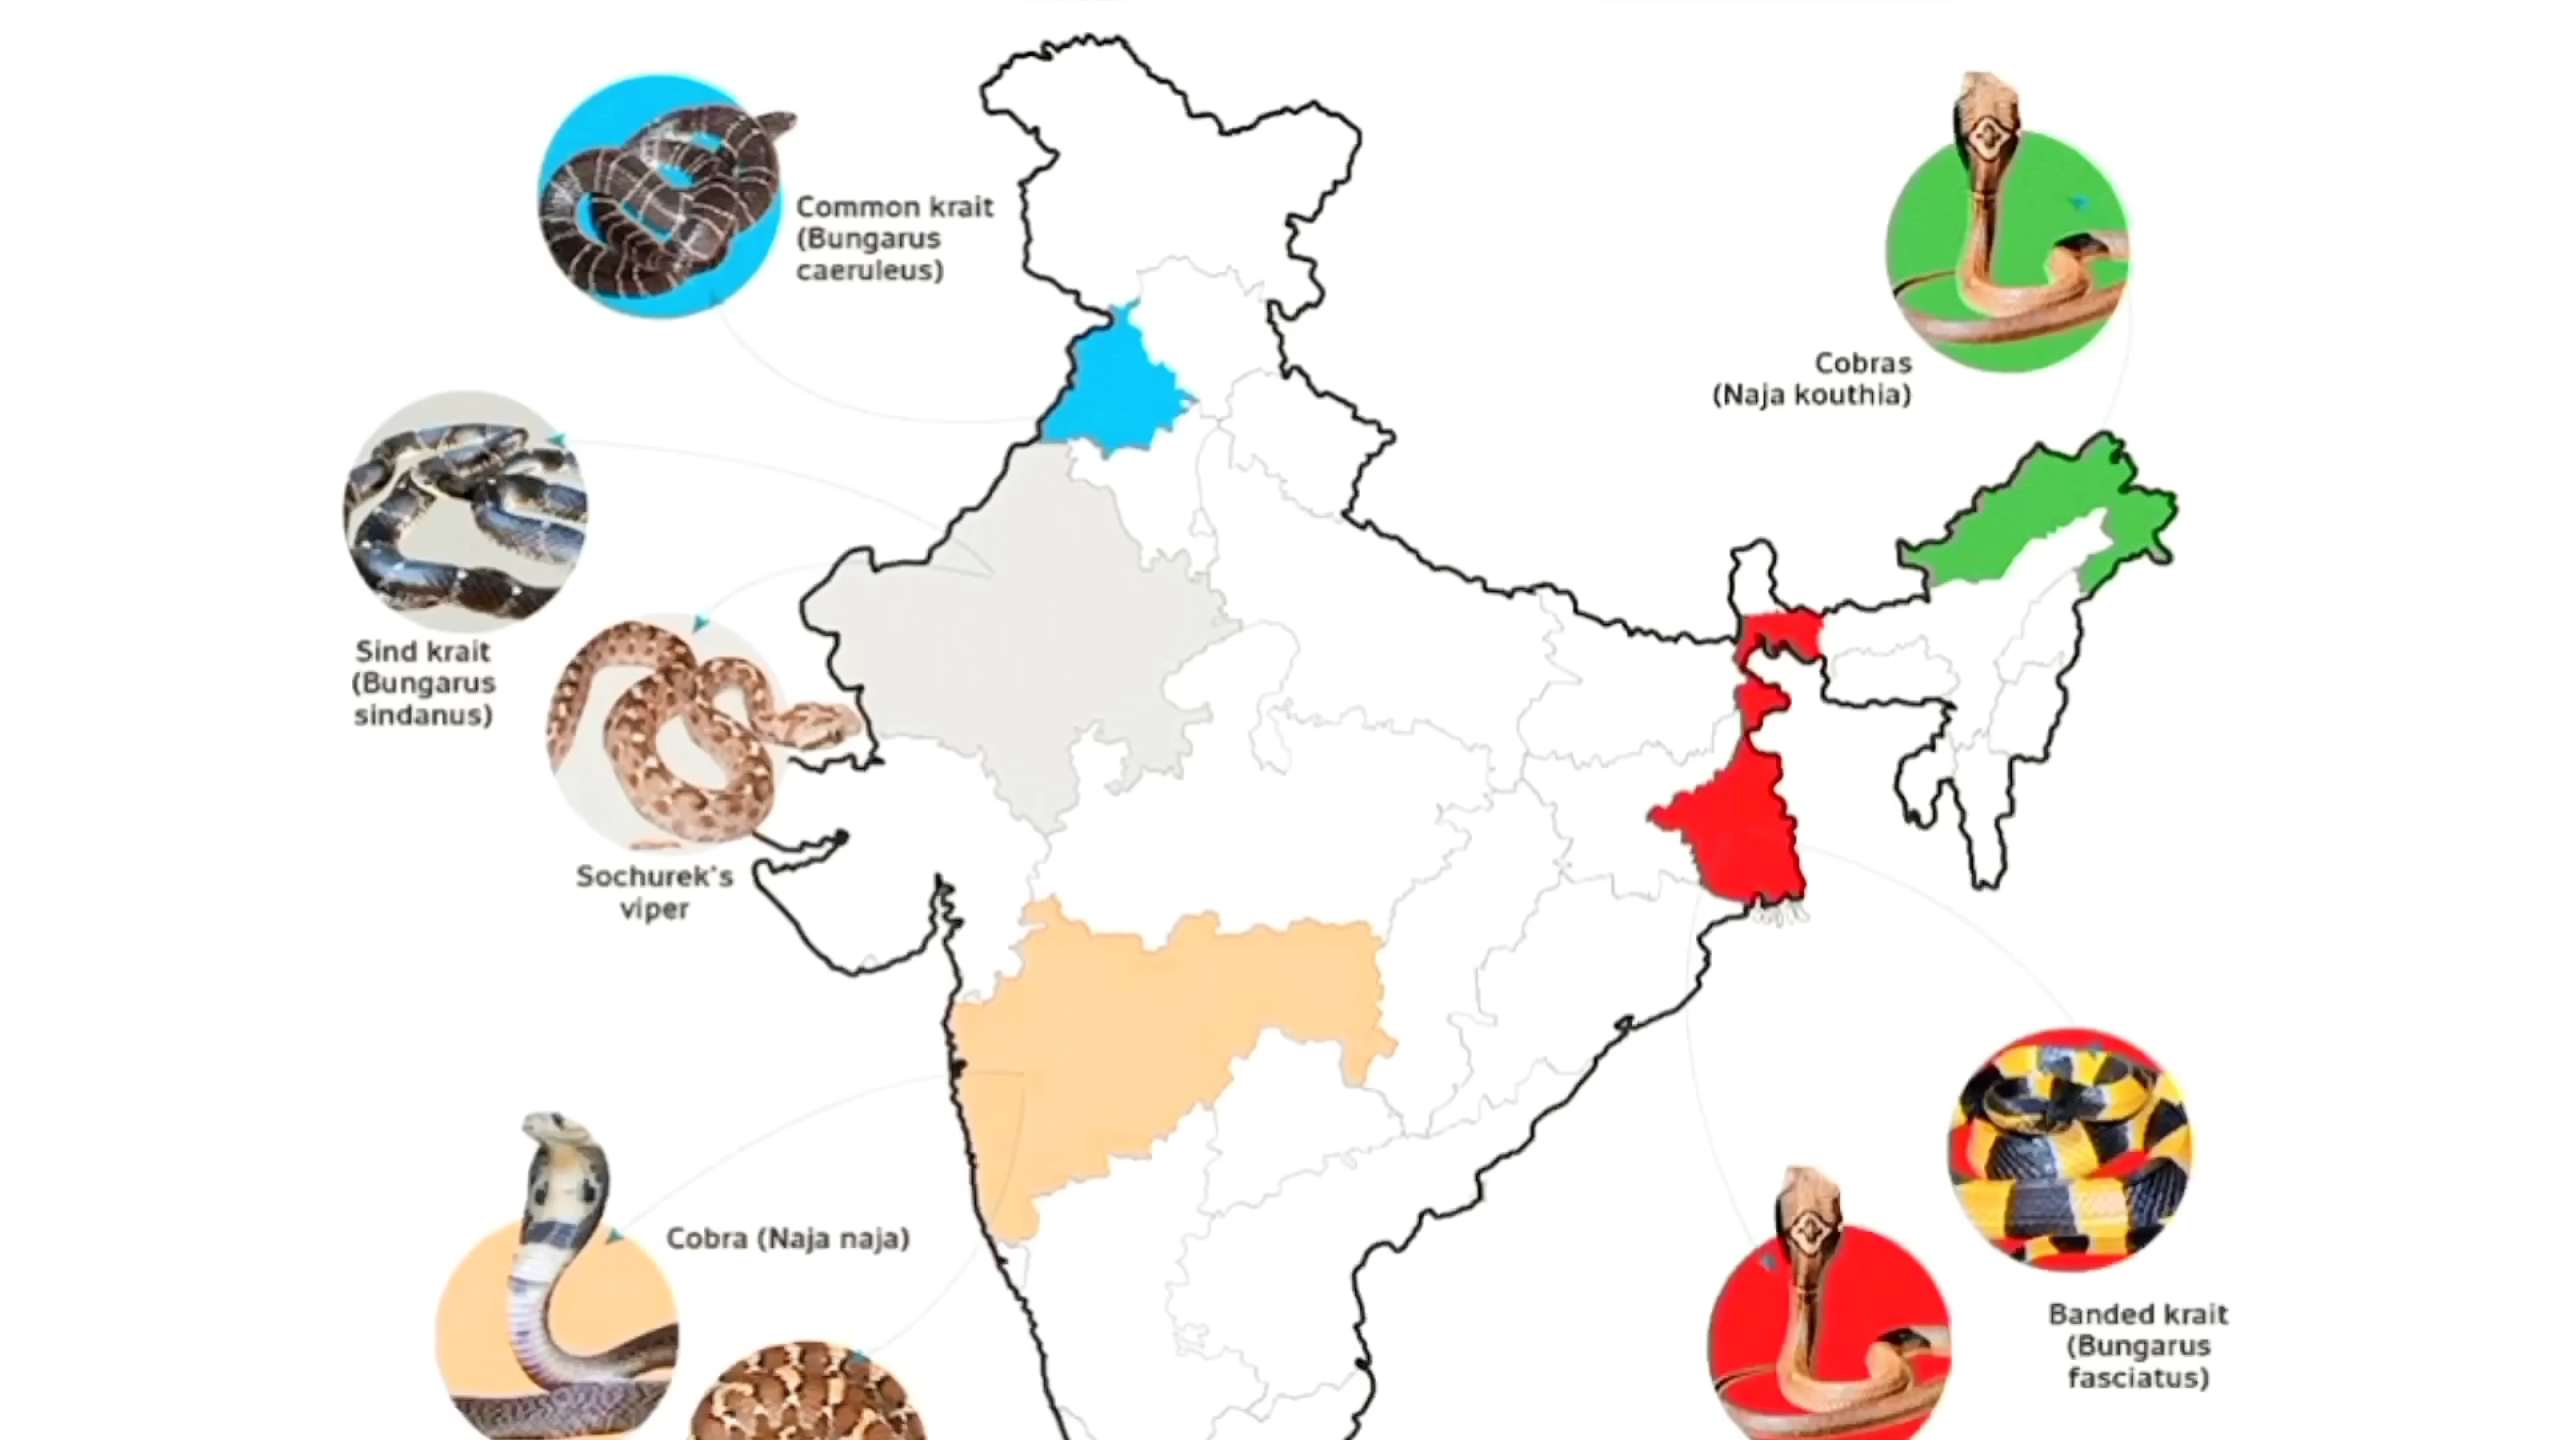 Common krait
(Bungarus
caeruleus)
Cobras
(Naja kouthia)
Sind krait
(Bungarus
sindanus)
Sochurek's
viper
Cobra (Naja naja)
Banded krait
(Bungarus
fasciatus)